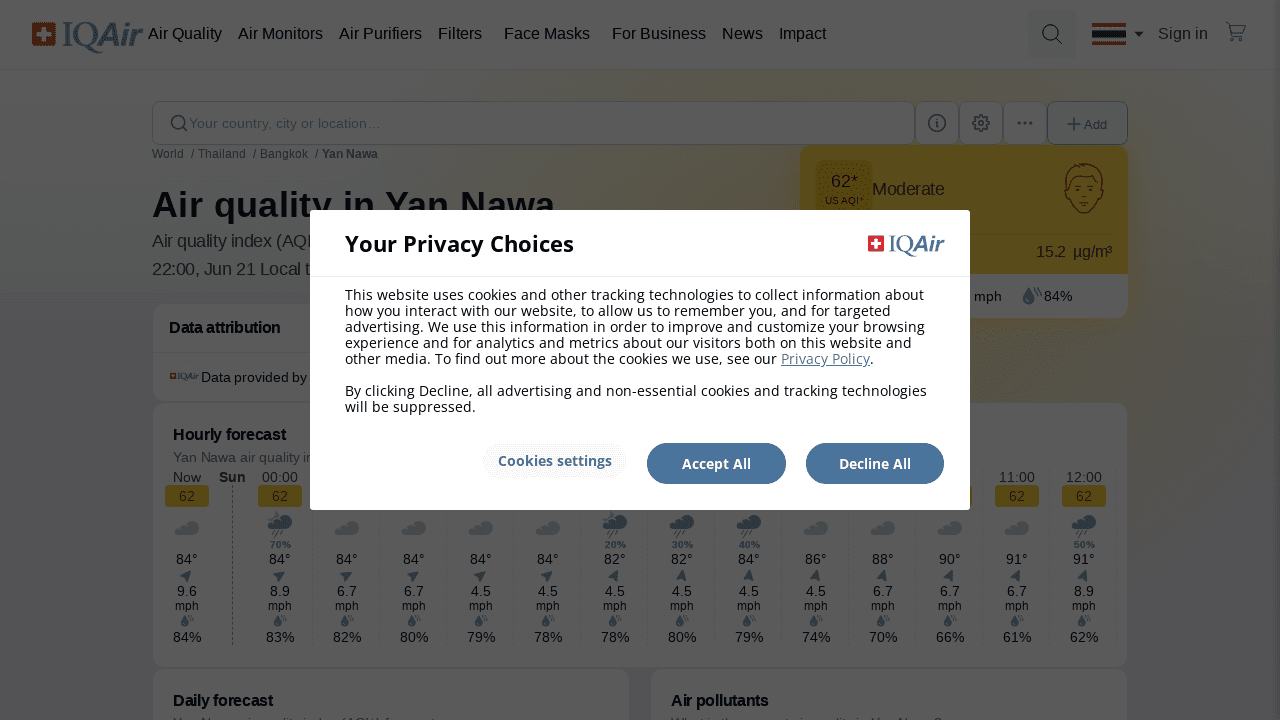 IQAir Air Quality Air Monitors Air Purifiers Filters Face Masks For Business News Impact Sign in
Your country, city or location... Add
World / Thailand / Bangkok / Yan Nawa
62*
US AQI⁺
Moderate
15.2 µg/m³
mph 84%
Air quality in Yan Nawa
Air quality index (AQI
22:00, Jun 21 Local t
Data attribution
IQAir Data provided by
Your Privacy Choices
IQAir
This website uses cookies and other tracking technologies to collect information about
how you interact with our website, to allow us to remember you, and for targeted
advertising. We use this information in order to improve and customize your browsing
experience and for analytics and metrics about our visitors both on this website and
other media. To find out more about the cookies we use, see our Privacy Policy.
By clicking Decline, all advertising and non-essential cookies and tracking technologies
will be suppressed.
Cookies settings Accept All Decline All
Hourly forecast
Yan Nawa air quality in
Now Sun 00:00 11:00 12:00
62 62 62 62
70% 20% 30% 40% 50%
84° 84° 84° 84° 84° 84° 82° 82° 84° 86° 88° 90° 91° 91°
9.6 8.9 6.7 6.7 4.5 4.5 4.5 4.5 4.5 4.5 6.7 6.7 6.7 8.9
mph mph mph mph mph mph mph mph mph mph mph mph mph mph
84% 83% 82% 80% 79% 78% 78% 80% 79% 74% 70% 66% 61% 62%
Daily forecast
Air pollutants